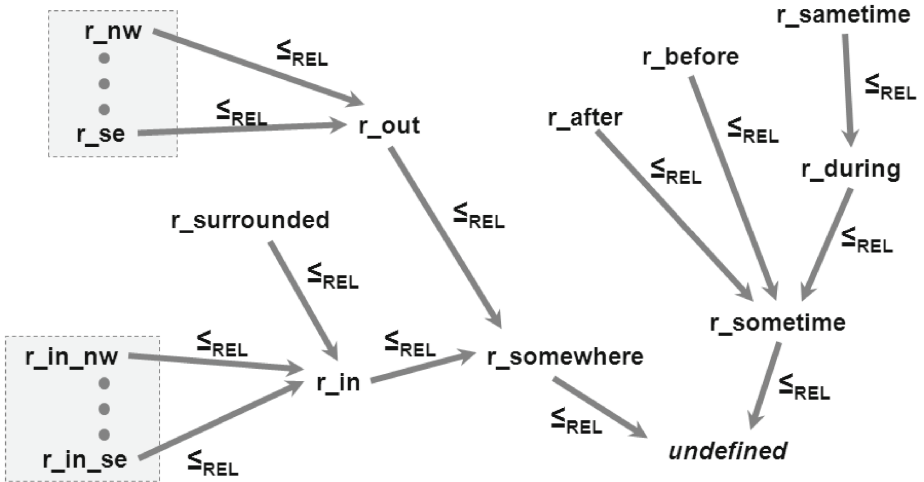 r_nw
r_se
≤REL
≤REL
r_out
r_surrounded
≤REL
≤REL
r_in_nw
r_in_se
≤REL
≤REL
r_in
≤REL
r_somewhere
≤REL
r_sametime
r_before
r_after
≤REL
≤REL
≤REL
r_during
≤REL
r_sometime
≤REL
undefined